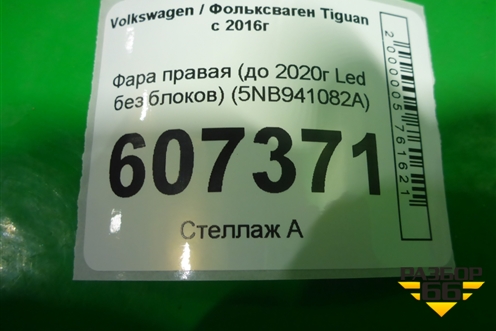 Volkswagen / Фольксваген Tiguan
с 2016г
Фара правая (до 2020г Led
без блоков) (5NB941082A)
607371
Стеллаж А
2000005761621
РАЗБОР
66